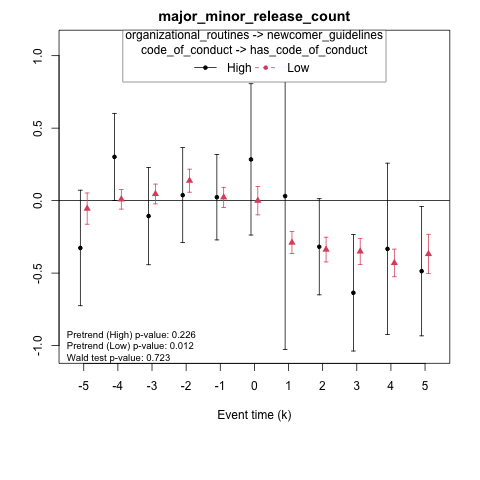 major_minor_release_count
organizational_routines -> newcomer_guidelines
code_of_conduct -> has_code_of_conduct
High Low
1.0
0.5
0.0
-0.5
-1.0
Pretrend (High) p-value: 0.226
Pretrend (Low) p-value: 0.012
Wald test p-value: 0.723
-5 -4 -3 -2 -1 0 1 2 3 4 5
Event time (k)